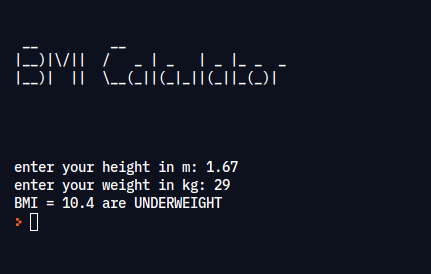 BMI Calculator
enter your height in m: 1.67
enter your weight in kg: 29
BMI = 10.4 are UNDERWEIGHT
>